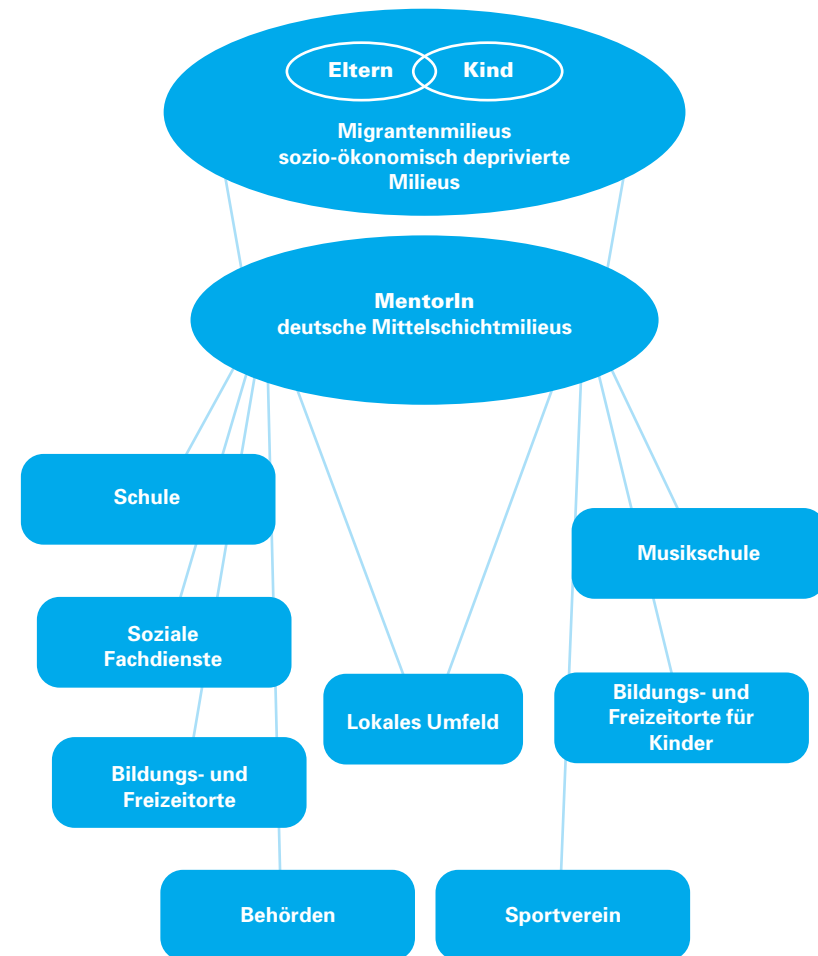 Eltern
Kind
Migrantenmilieus
sozio-ökonomisch deprivierte
Milieus
MentorIn
deutsche Mittelschichtmilieus
Schule
Musikschule
Soziale
Fachdienste
Lokales Umfeld
Bildungs- und
Freizeitorte für
Kinder
Bildungs- und
Freizeitorte
Behörden
Sportverein